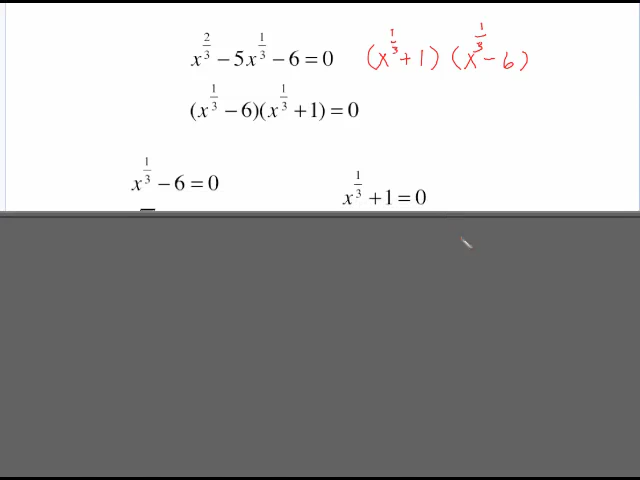 x^{2/3} − 5x^{1/3} − 6 = 0 (x^{1/3} + 1) (x^{1/3} − 6)
(x^{1/3} − 6)(x^{1/3} + 1) = 0
x^{1/3} − 6 = 0
x^{1/3} + 1 = 0